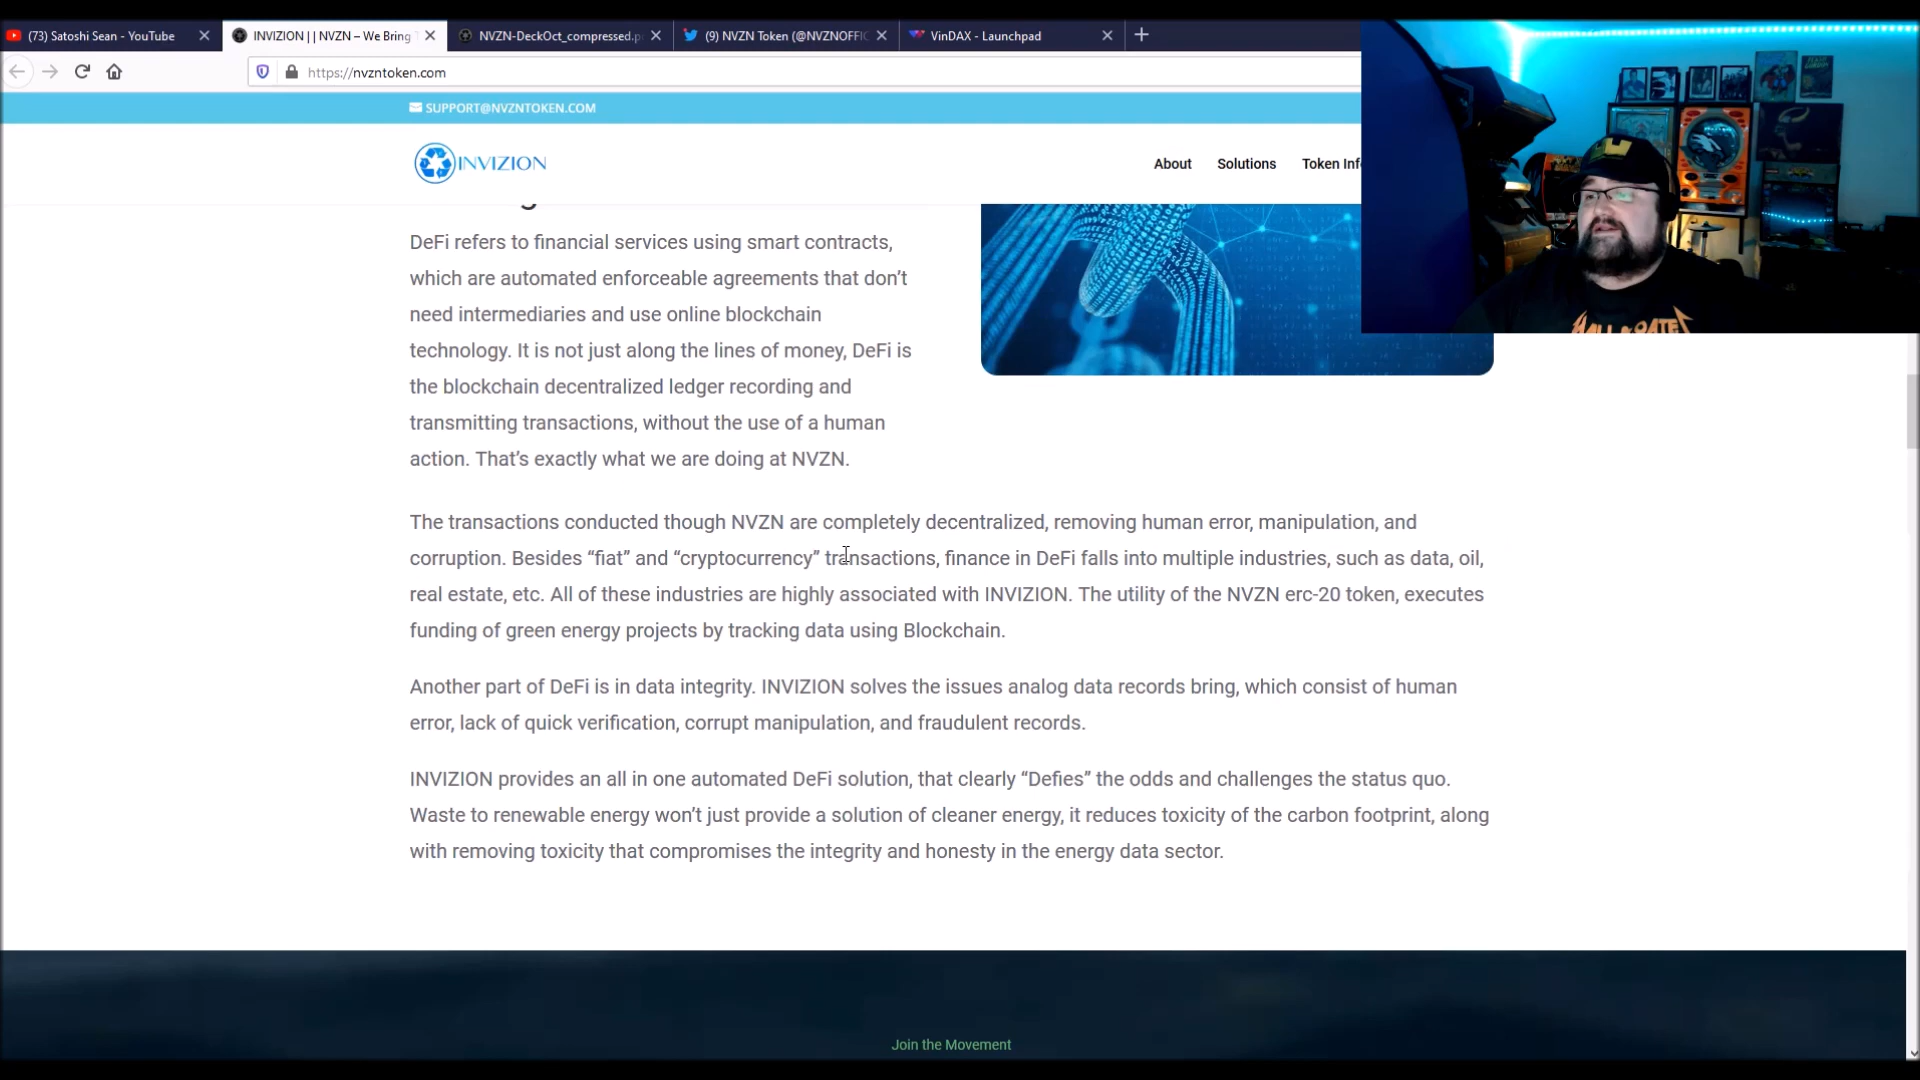 (73) Satoshi Sean - YouTube
INVIZION | | NVZN – We Bring
NVZN-DeckOct_compressed.p
(9) NVZN Token (@NVZNOFFIC
VinDAX - Launchpad
https://nvzntoken.com
SUPPORT@NVZNTOKEN.COM
INVIZION
About Solutions Token Inf
DeFi refers to financial services using smart contracts,
which are automated enforceable agreements that don’t
need intermediaries and use online blockchain
technology. It is not just along the lines of money, DeFi is
the blockchain decentralized ledger recording and
transmitting transactions, without the use of a human
action. That’s exactly what we are doing at NVZN.
The transactions conducted though NVZN are completely decentralized, removing human error, manipulation, and
corruption. Besides “fiat” and “cryptocurrency” transactions, finance in DeFi falls into multiple industries, such as data, oil,
real estate, etc. All of these industries are highly associated with INVIZION. The utility of the NVZN erc-20 token, executes
funding of green energy projects by tracking data using Blockchain.
Another part of DeFi is in data integrity. INVIZION solves the issues analog data records bring, which consist of human
error, lack of quick verification, corrupt manipulation, and fraudulent records.
INVIZION provides an all in one automated DeFi solution, that clearly “Defies” the odds and challenges the status quo.
Waste to renewable energy won’t just provide a solution of cleaner energy, it reduces toxicity of the carbon footprint, along
with removing toxicity that compromises the integrity and honesty in the energy data sector.
Join the Movement